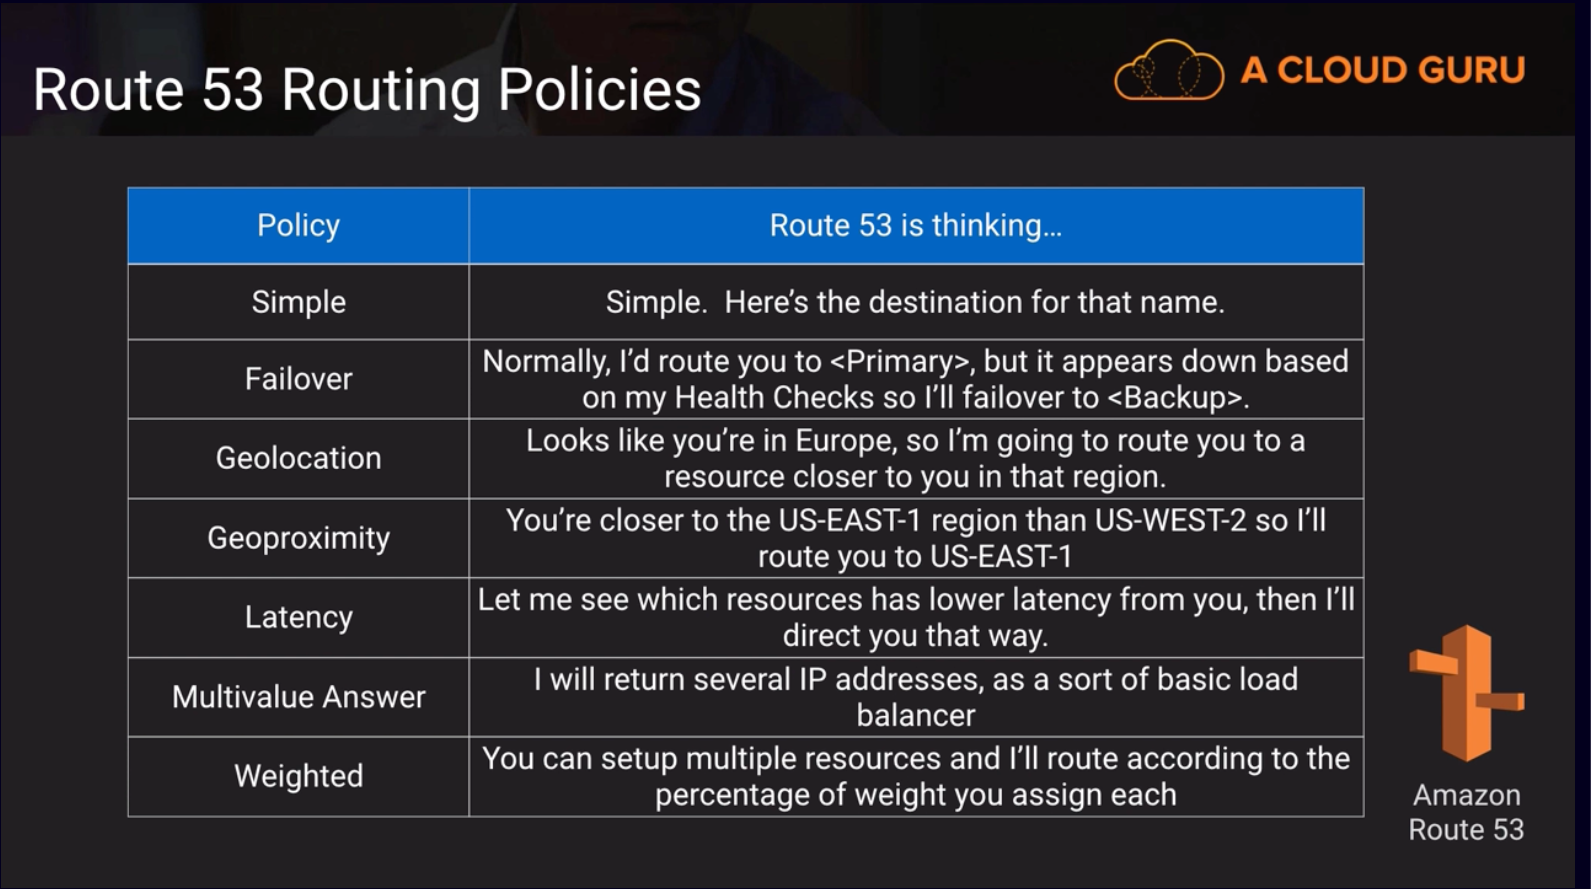 Route 53 Routing Policies
A CLOUD GURU
Policy
Route 53 is thinking...
Simple
Simple.  Here's the destination for that name.
Failover
Normally, I'd route you to <Primary>, but it appears down based
on my Health Checks so I'll failover to <Backup>.
Geolocation
Looks like you're in Europe, so I'm going to route you to a
resource closer to you in that region.
Geoproximity
You're closer to the US-EAST-1 region than US-WEST-2 so I'll
route you to US-EAST-1
Latency
Let me see which resources has lower latency from you, then I'll
direct you that way.
Multivalue Answer
I will return several IP addresses, as a sort of basic load
balancer
Weighted
You can setup multiple resources and I'll route according to the
percentage of weight you assign each
Amazon
Route 53